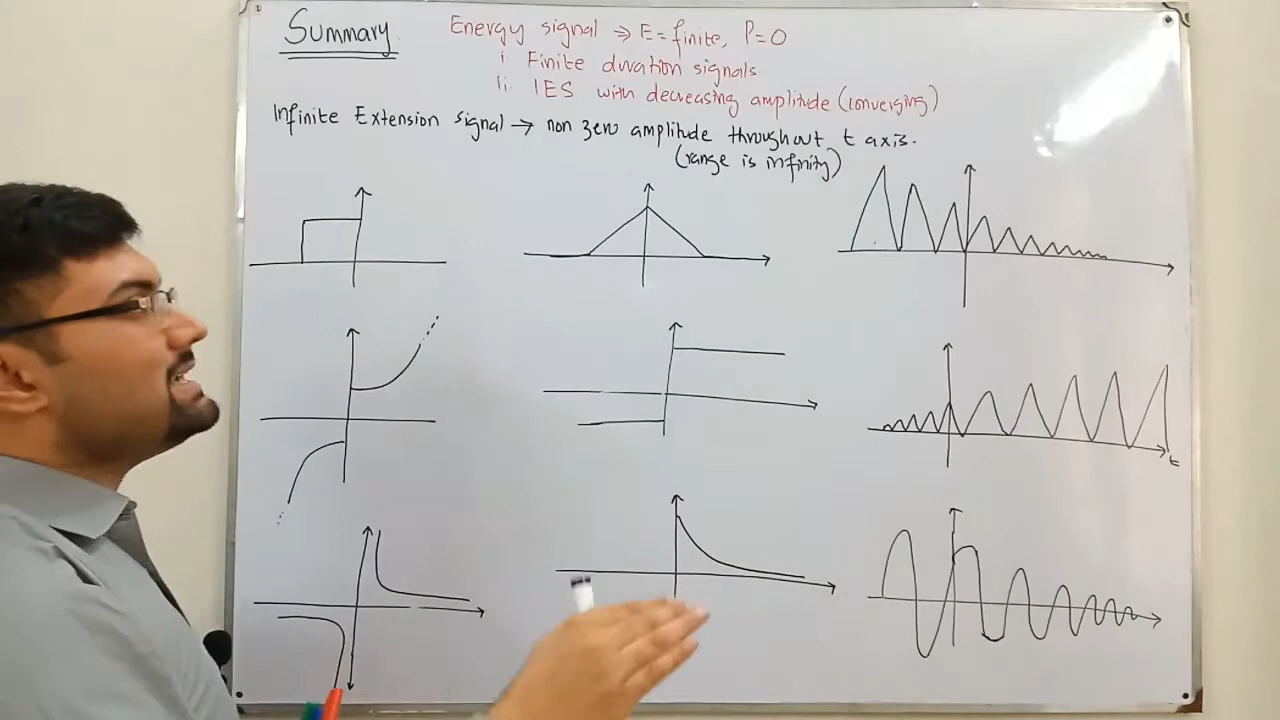 Summary
Energy signal → E = finite, P=0
i Finite duration signals.
ii. IES with decreasing amplitude (converging)
Infinite Extension signal → non zero amplitude throughout t axis.
(range is infinity)
t